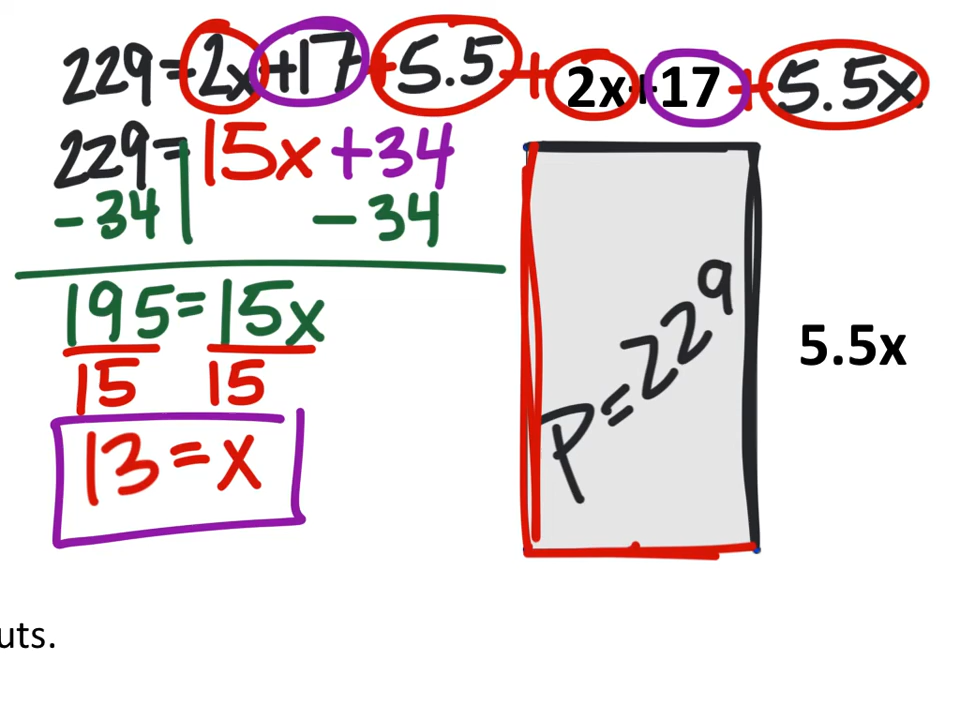 229=2x+17+5.5+2x+17+5.5x
229=15x+34
-34 -34
195=15x
15 15
13=x
P=229
5.5x
uts.